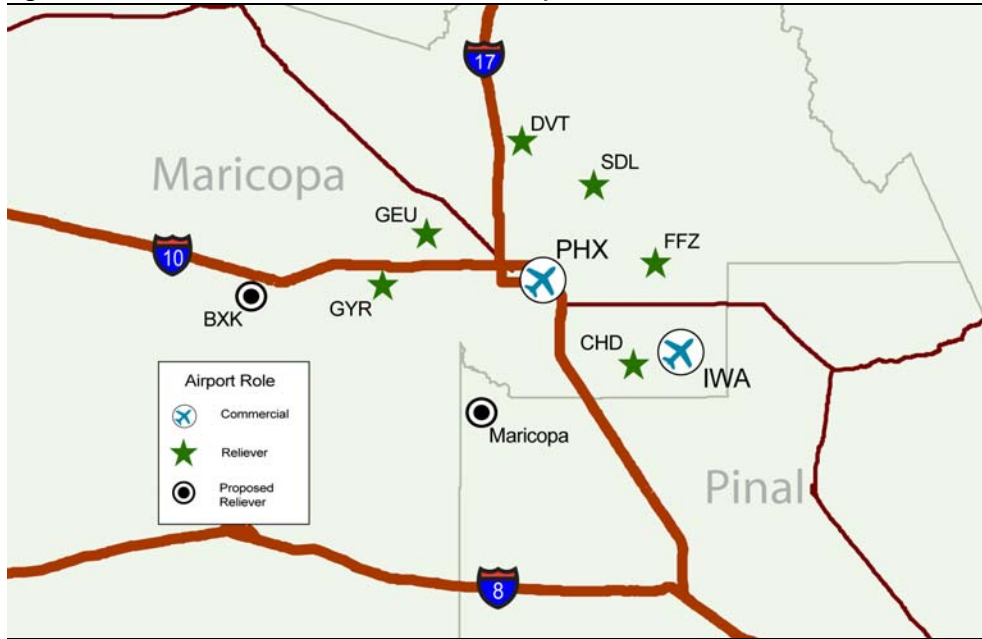 17
DVT
SDL
Maricopa
GEU
FFZ
PHX
10
GYR
BXK
CHD
IWA
Maricopa
Pinal
8
Airport Role
Commercial
Reliever
Proposed
Reliever